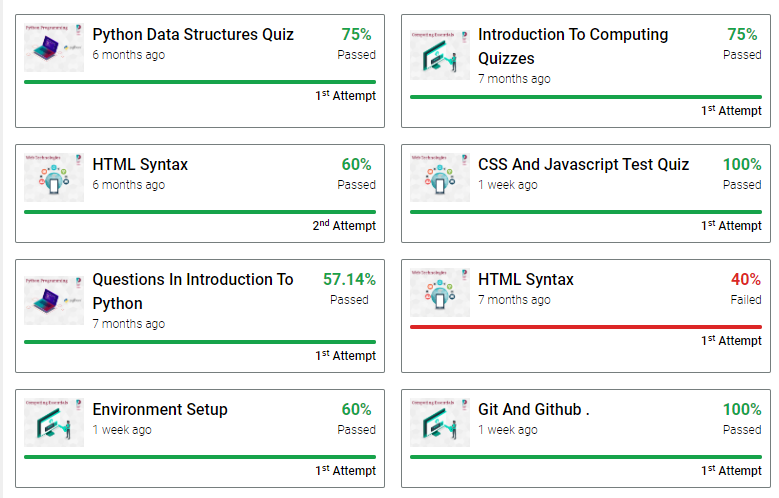 Python Programming
Python Data Structures Quiz
75%
6 months ago
Passed
1st Attempt
Computing Essentials
Introduction To Computing
Quizzes
75%
Passed
7 months ago
1st Attempt
Web Technologies
HTML Syntax
60%
6 months ago
Passed
2nd Attempt
Web Technologies
CSS And Javascript Test Quiz
100%
1 week ago
Passed
1st Attempt
Python Programming
Questions In Introduction To
Python
57.14%
Passed
7 months ago
1st Attempt
Web Technologies
HTML Syntax
40%
7 months ago
Failed
1st Attempt
Computing Essentials
Environment Setup
60%
1 week ago
Passed
1st Attempt
Computing Essentials
Git And Github .
100%
1 week ago
Passed
1st Attempt